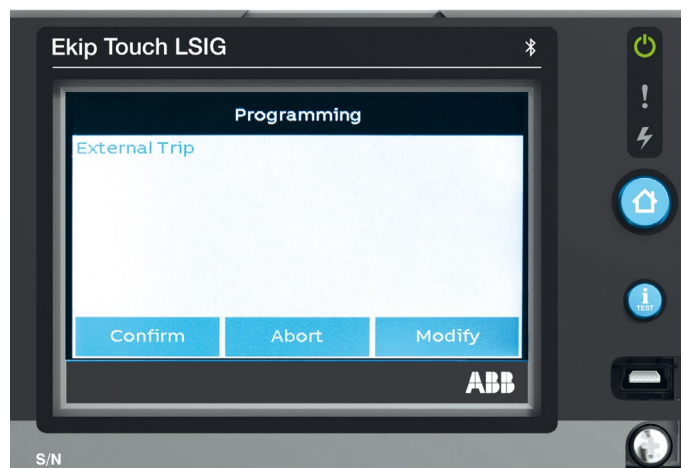 Ekip Touch LSIG
Programming
External Trip
Confirm
Abort
Modify
ABB
i
TEST
S/N